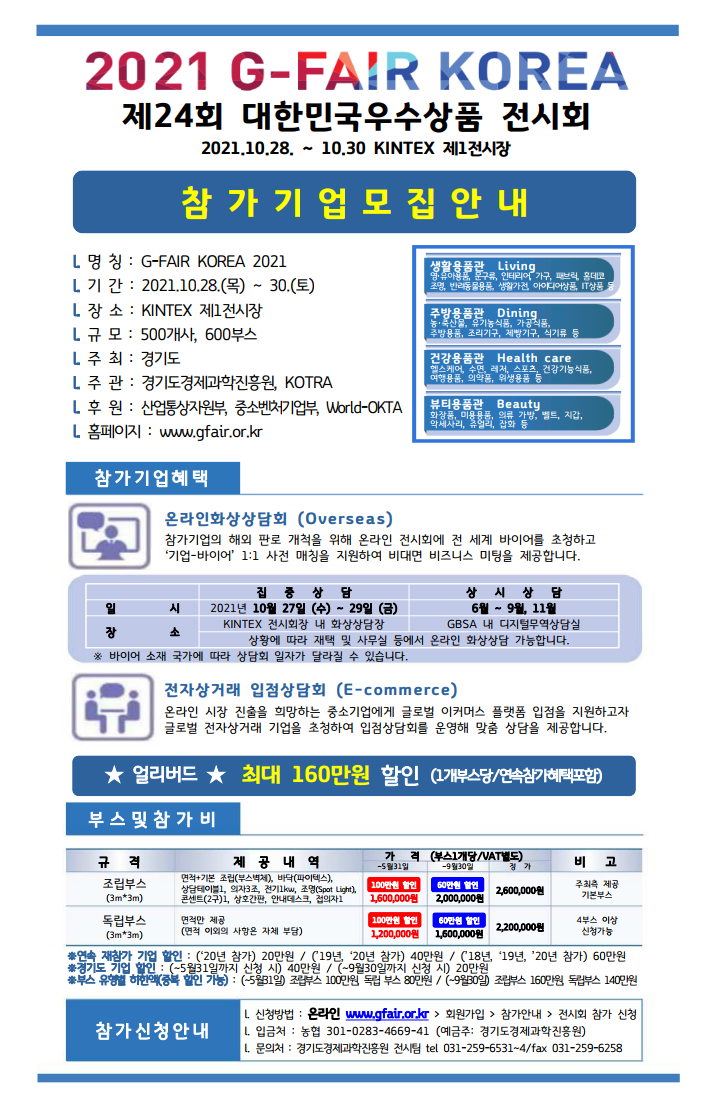 2021 G-FAIR KOREA
제24회 대한민국우수상품 전시회
2021.10.28. ~ 10.30 KINTEX 제1전시장
참가기업모집안내
명 칭 : G-FAIR KOREA 2021
기 간 : 2021.10.28.(목) ~ 30.(토)
장 소 : KINTEX 제1전시장
규 모 : 500개사, 600부스
주 최 : 경기도
주 관 : 경기도경제과학진흥원, KOTRA
후 원 : 산업통상자원부, 중소벤처기업부, World-OKTA
홈페이지 : www.gfair.or.kr
생활용품관 Living
영·유아용품, 문구류, 인테리어, 가구, 패브릭, 홈데코
조명, 반려동물용품, 생활가전, 아이디어상품, IT상품 등
주방용품관 Dining
농·축산물, 유기농식품, 가공식품,
주방용품, 조리기구, 제빵기구, 식기류 등
건강용품관 Health care
헬스케어, 수면, 레저, 스포츠, 건강기능식품,
여행용품, 의약품, 위생용품 등
뷰티용품관 Beauty
화장품, 미용용품, 의류 가방, 벨트, 지갑,
악세사리, 쥬얼리, 잡화 등
참가기업혜택
온라인화상상담회 (Overseas)
참가기업의 해외 판로 개척을 위해 온라인 전시회에 전 세계 바이어를 초청하고
‘기업-바이어’ 1:1 사전 매칭을 지원하여 비대면 비즈니스 미팅을 제공합니다.
집 중 상 담 상 시 상 담
일 시 2021년 10월 27일 (수) ~ 29일 (금) 6월 ~ 9월, 11월
장 소 KINTEX 전시회장 내 화상상담장 GBSA 내 디지털무역상담실
상황에 따라 재택 및 사무실 등에서 온라인 화상상담 가능합니다.
※ 바이어 소재 국가에 따라 상담회 일자가 달라질 수 있습니다.
전자상거래 입점상담회 (E-commerce)
온라인 시장 진출을 희망하는 중소기업에게 글로벌 이커머스 플랫폼 입점을 지원하고자
글로벌 전자상거래 기업을 초청하여 입점상담회를 운영해 맞춤 상담을 제공합니다.
★ 얼리버드 ★ 최대 160만원 할인 (1개부스당/연속참가혜택포함)
부스및참가비
규 격 제 공 내 역 가 격 (부스1개당/VAT별도) 비 고
~5월31일 ~9월30일 정 가
조립부스
(3m*3m)
면적+기본 조립(부스벽체), 바닥(파이텍스),
상담테이블1, 의자3조, 전기1kw, 조명(Spot Light),
콘센트(2구)1, 상호간판, 안내데스크, 접의자1
100만원 할인
1,600,000원
60만원 할인
2,000,000원
2,600,000원
주최측 제공
기본부스
독립부스
(3m*3m)
면적만 제공
(면적 이외의 사항은 자체 부담)
100만원 할인
1,200,000원
60만원 할인
1,600,000원
2,200,000원
4부스 이상
신청가능
※연속 재참가 기업 할인 : (’20년 참가) 20만원 / (’19년, ’20년 참가) 40만원 / (’18년, ’19년, ’20년 참가) 60만원
※경기도 기업 할인 : (~5월31일까지 신청 시) 40만원 / (~9월30일까지 신청 시) 20만원
※부스 유형별 하한액(중복 할인 가능) : (~5월31일) 조립부스 100만원, 독립 부스 80만원 / (~9월30일) 조립부스 160만원, 독립부스 140만원
참가신청안내
신청방법 : 온라인 www.gfair.or.kr > 회원가입 > 참가안내 > 전시회 참가 신청
입금처 : 농협 301-0283-4669-41 (예금주: 경기도경제과학진흥원)
문의처 : 경기도경제과학진흥원 전시팀 tel 031-259-6531~4/fax 031-259-6258